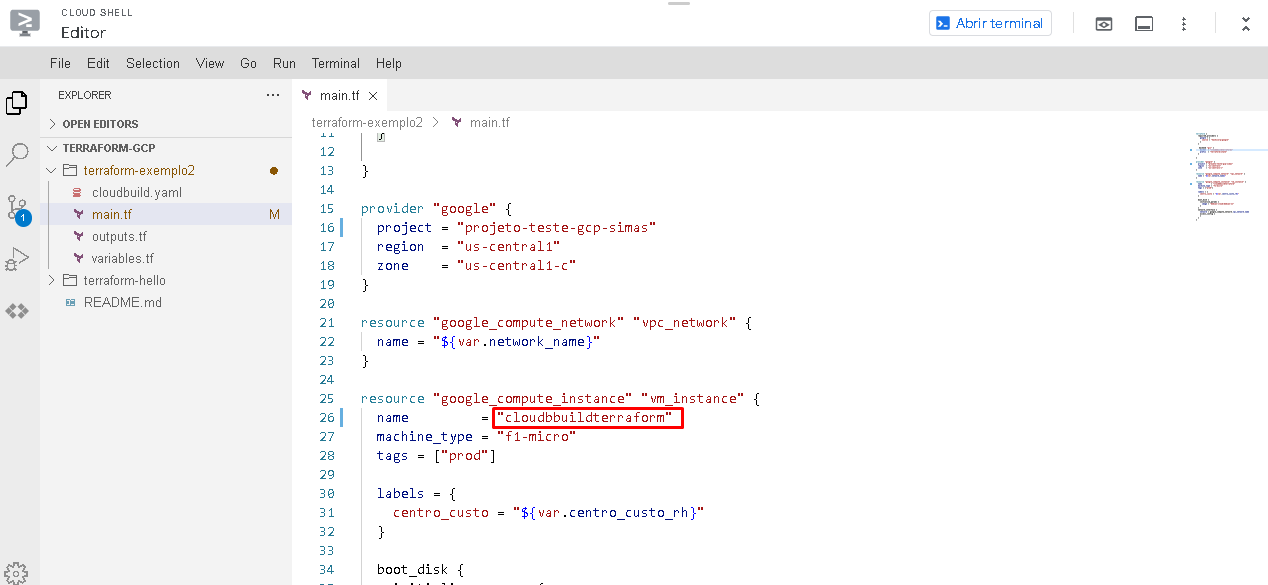 CLOUD SHELL
Editor
Abrir terminal
File Edit Selection View Go Run Terminal Help
EXPLORER
OPEN EDITORS
TERRAFORM-GCP
terraform-exemplo2
cloudbuild.yaml
main.tf M
outputs.tf
variables.tf
terraform-hello
README.md
1
main.tf
terraform-exemplo2 > main.tf
11 }
12
13 }
14
15 provider "google" {
16 project = "projeto-teste-gcp-simas"
17 region = "us-central1"
18 zone = "us-central1-c"
19 }
20
21 resource "google_compute_network" "vpc_network" {
22 name = "${var.network_name}"
23 }
24
25 resource "google_compute_instance" "vm_instance" {
26 name = "cloudbbuildterraform"
27 machine_type = "f1-micro"
28 tags = ["prod"]
29
30 labels = {
31 centro_custo = "${var.centro_custo_rh}"
32 }
33
34 boot_disk {